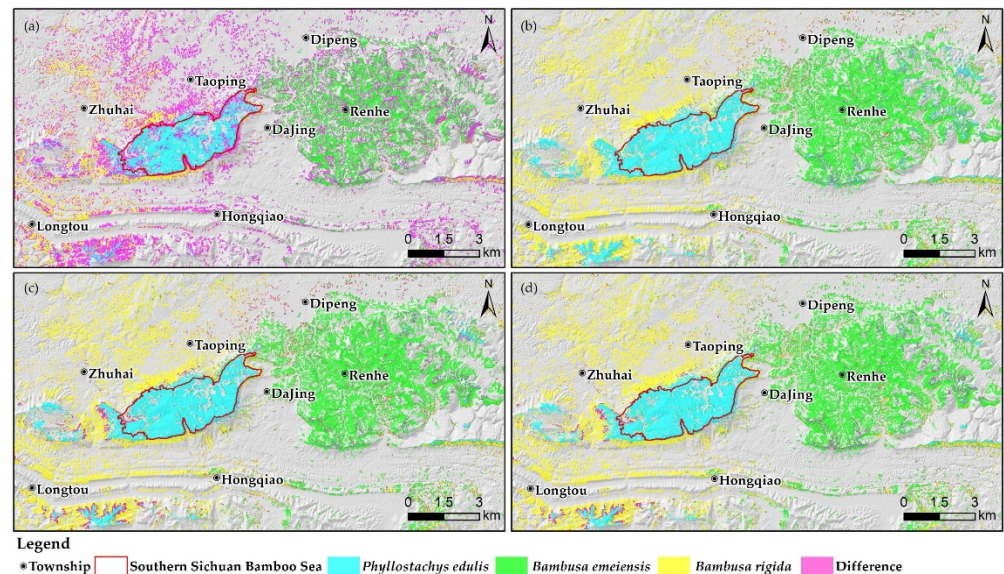 (a)
N
Dipeng
Taoping
Zhuhai
Renhe
DaJing
Longtou
Hongqiao
0 1.5 3
km
(b)
N
Dipeng
Taoping
Zhuhai
Renhe
DaJing
Longtou
Hongqiao
0 1.5 3
km
(c)
N
Dipeng
Taoping
Zhuhai
Renhe
DaJing
Longtou
Hongqiao
0 1.5 3
km
(d)
N
Dipeng
Taoping
Zhuhai
Renhe
DaJing
Longtou
Hongqiao
0 1.5 3
km
Legend
Township Southern Sichuan Bamboo Sea Phyllostachys edulis Bambusa emeiensis Bambusa rigida Difference